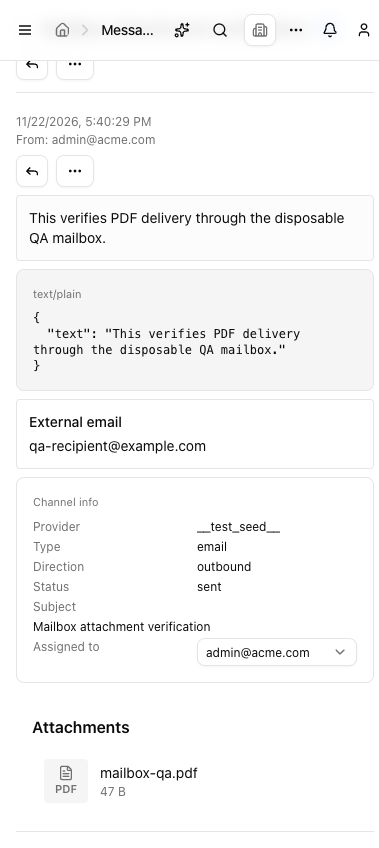 Messa...
11/22/2026, 5:40:29 PM
From: admin@acme.com
This verifies PDF delivery through the disposable
QA mailbox.
text/plain
{
"text": "This verifies PDF delivery
through the disposable QA mailbox."
}
External email
qa-recipient@example.com
Channel info
Provider __test_seed__
Type email
Direction outbound
Status sent
Subject
Mailbox attachment verification
Assigned to admin@acme.com
Attachments
PDF
mailbox-qa.pdf
47 B